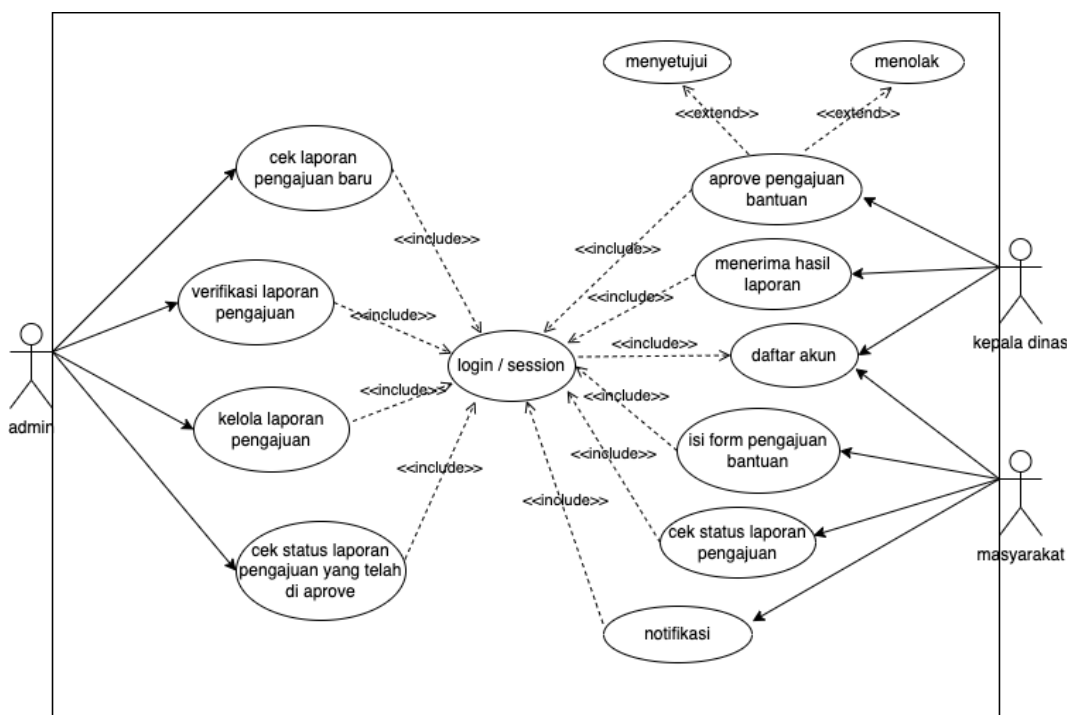 menyetujui
menolak
<<extend>>
<<extend>>
cek laporan
pengajuan baru
aprove pengajuan
bantuan
<<include>>
<<include>>
menerima hasil
laporan
<<include>>
verifikasi laporan
pengajuan
<<include>>
kepala dinas
<<include>>
daftar akun
login / session
admin
<<include>>
kelola laporan
pengajuan
<<include>>
isi form pengajuan
bantuan
<<include>>
<<include>>
<<include>>
cek status laporan
pengajuan
masyarakat
cek status laporan
pengajuan yang telah
di aprove
notifikasi